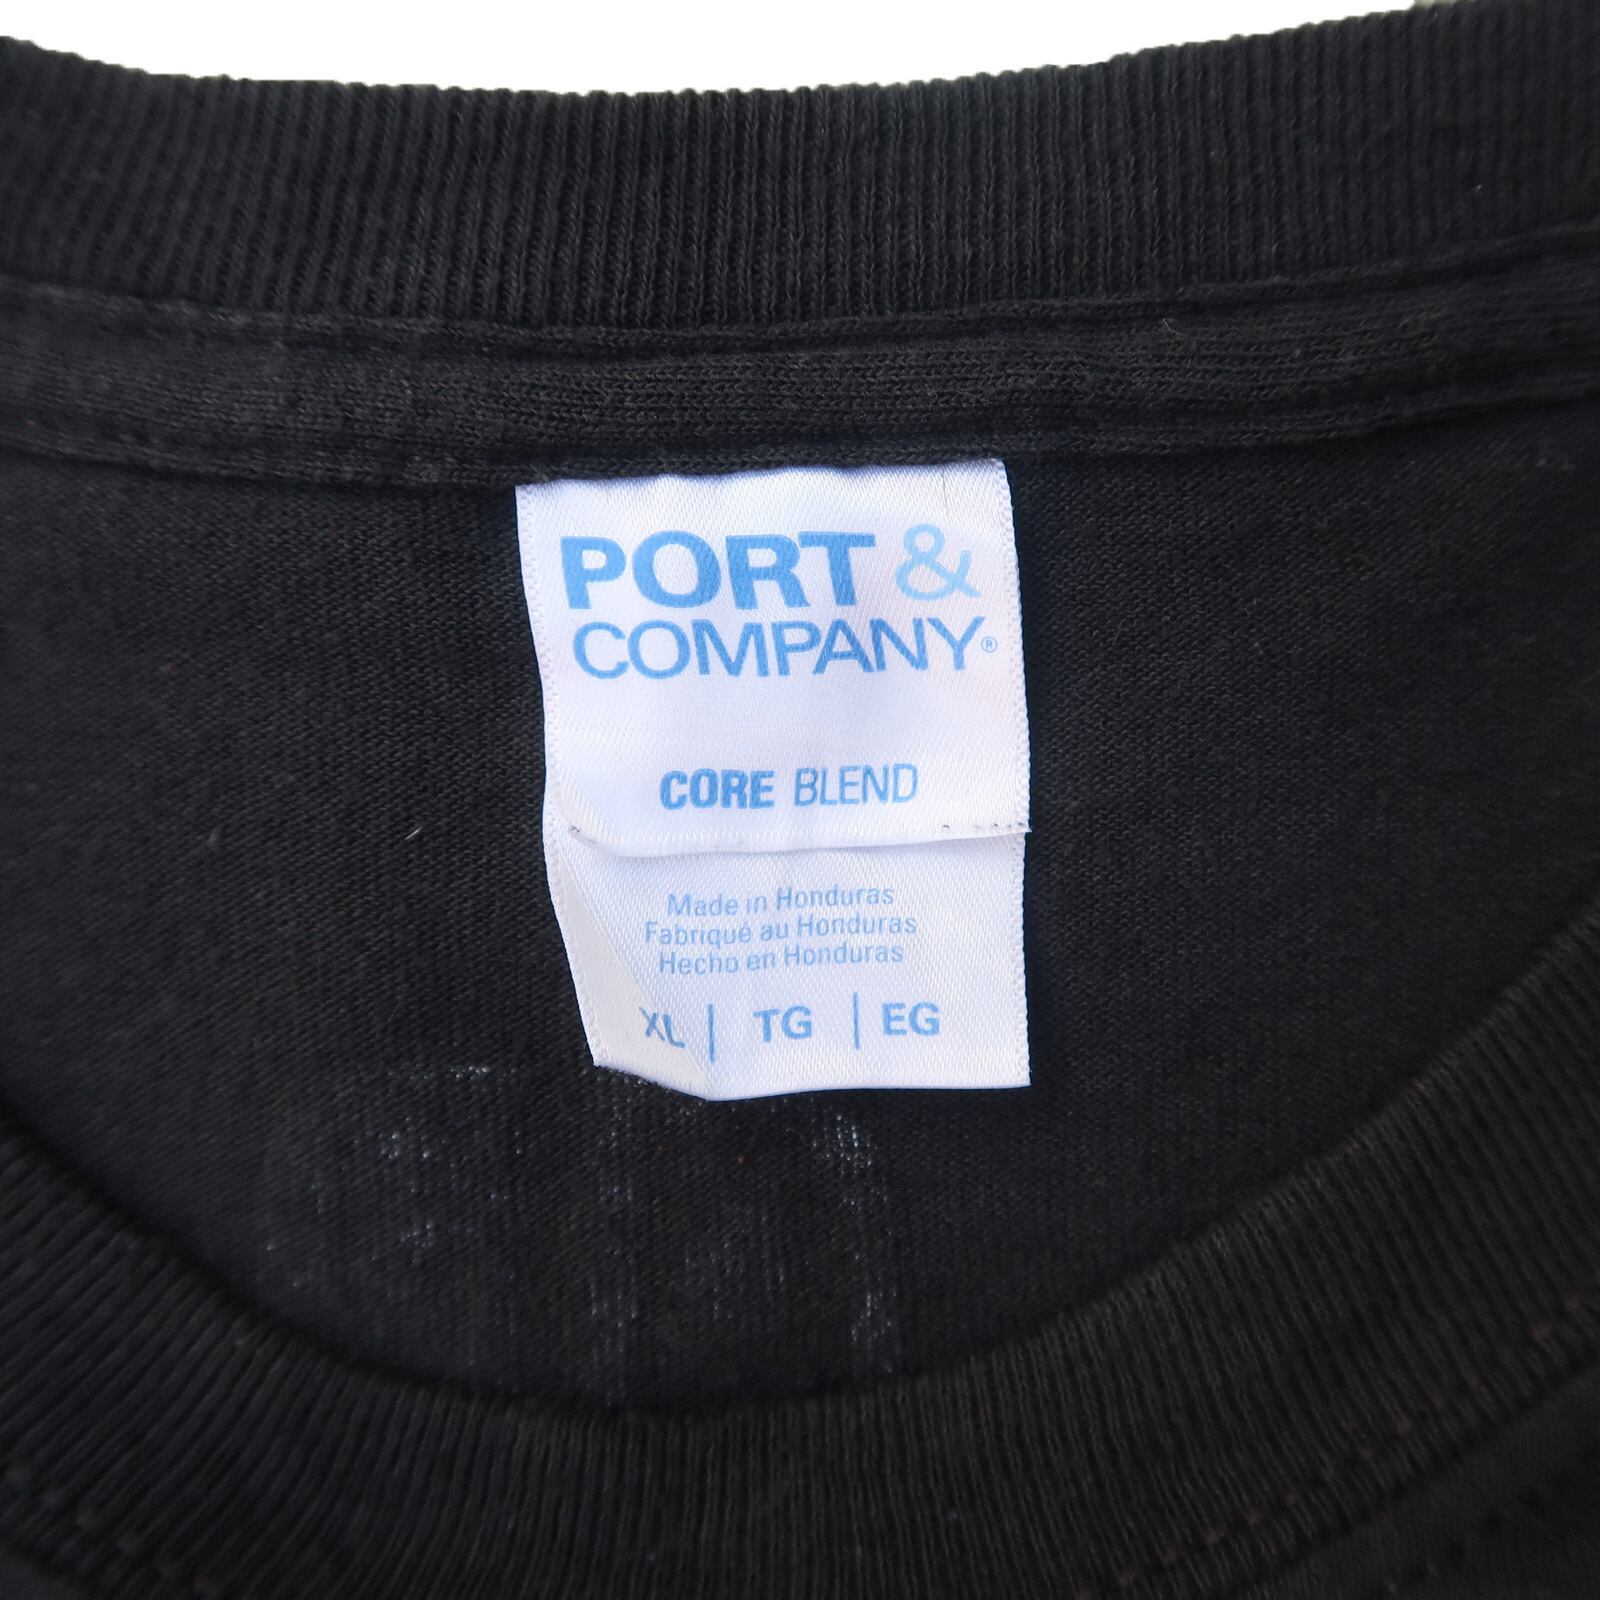 PORT &
COMPANY®
CORE BLEND
Made in Honduras
Fabriqué au Honduras
Hecho en Honduras
XL | TG | EG